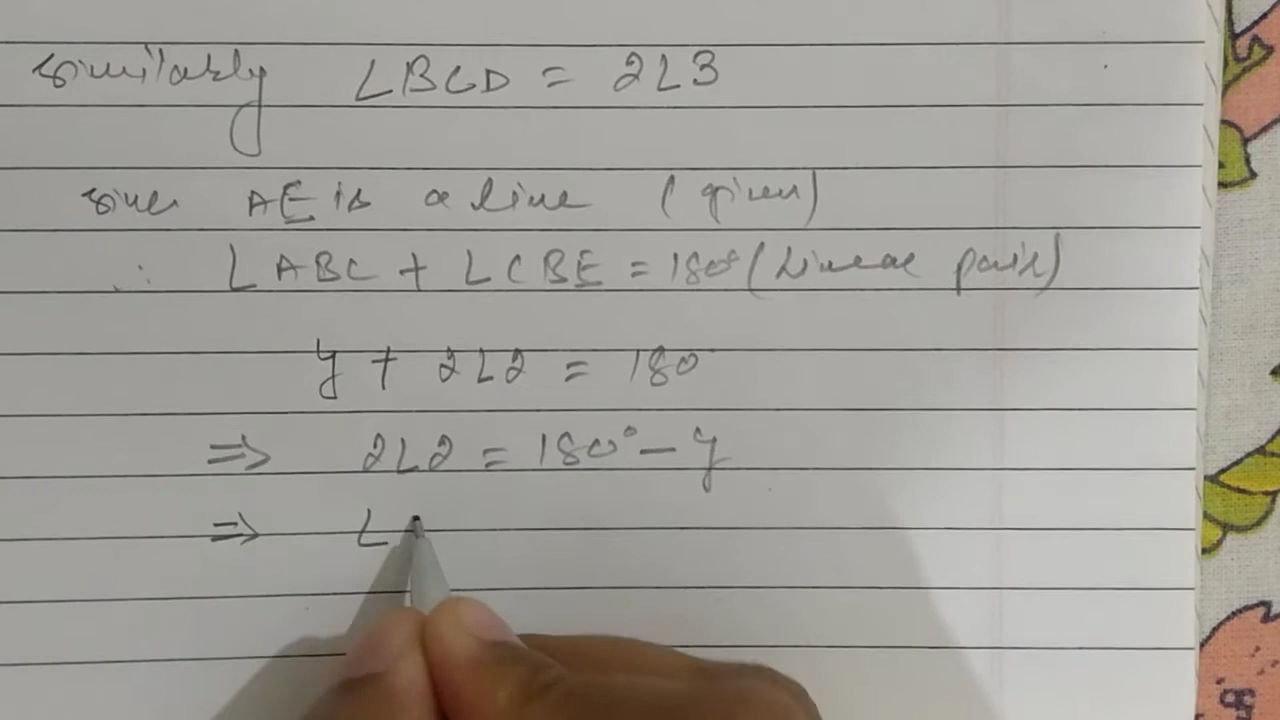 similarly ∠BCD = 2∠3
since AE is a line (given)
∴ ∠ABC + ∠CBE = 180° (Linear pair)
y + 2∠2 = 180
⇒ 2∠2 = 180° - y
⇒ ∠